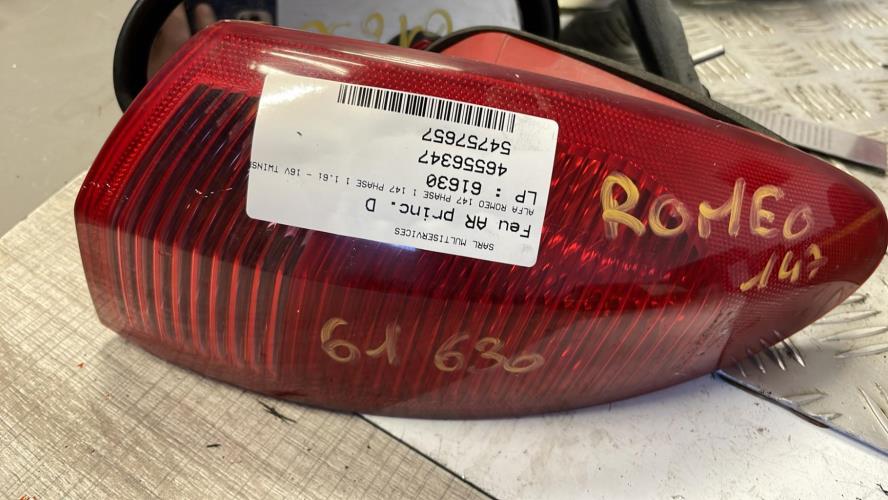 SARL MULTISERVICES
Feu AR princ. D
ALFA ROMEO 147 PHASE 1 147 PHASE 1 1.6i - 16V TWINS
LP : 61630
46556347
54757657
ROMEO
147
61 630